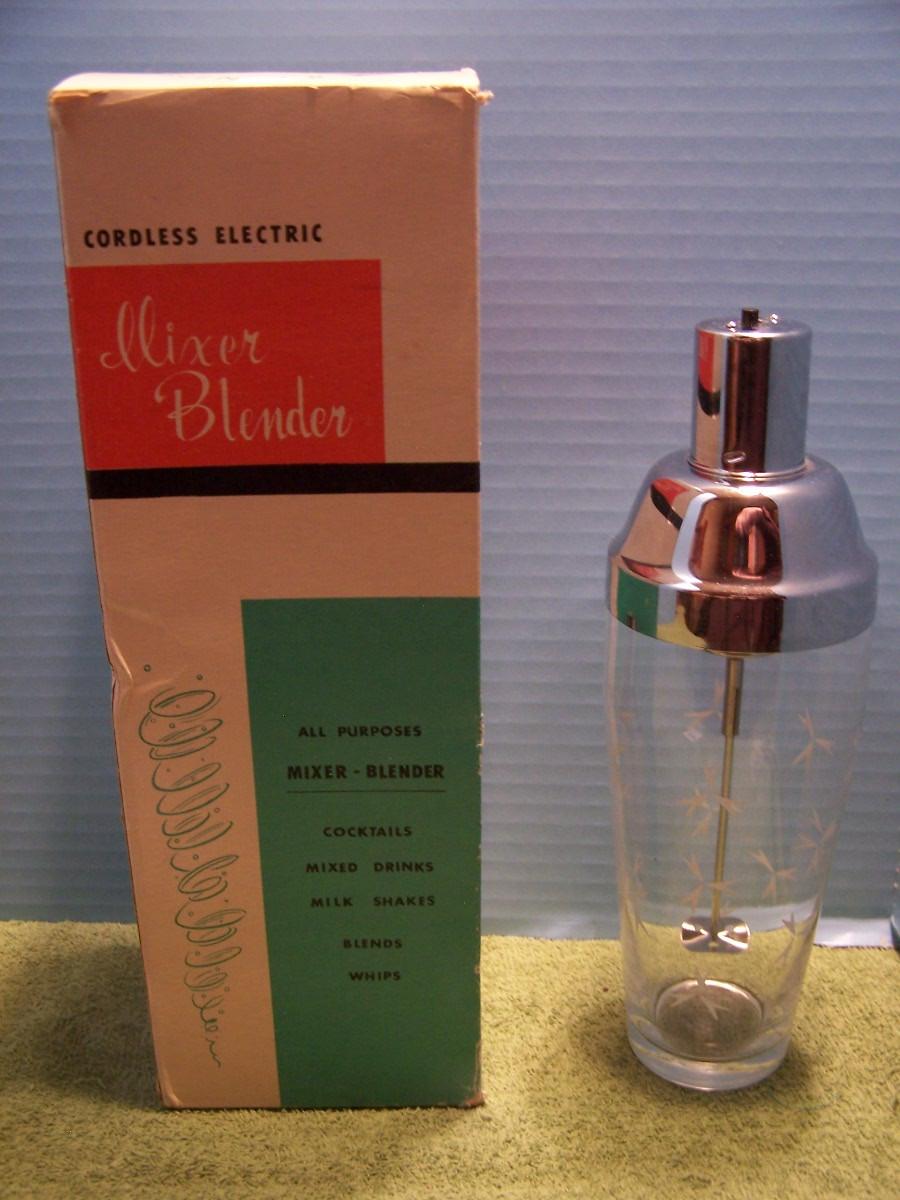 CORDLESS ELECTRIC
Mixer
Blender
ALL PURPOSES
MIXER - BLENDER
COCKTAILS
MIXED DRINKS
MILK SHAKES
BLENDS
WHIPS